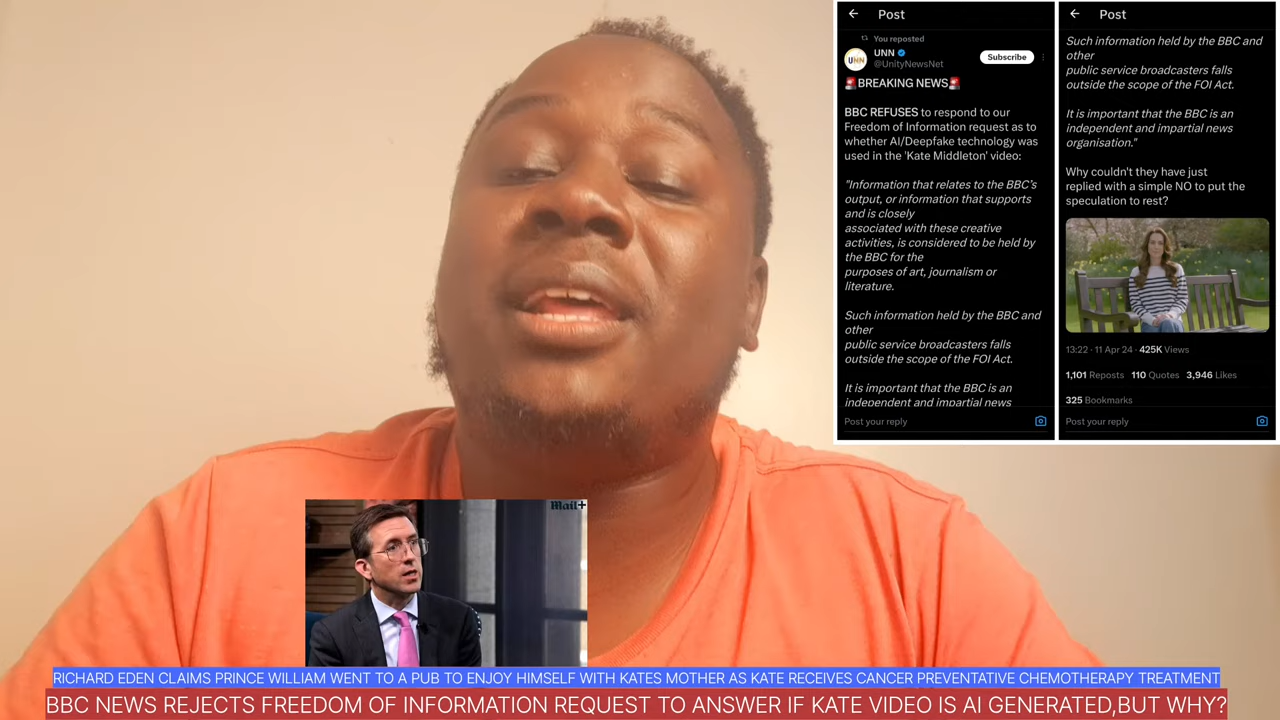 Post
You reposted
UNN
@UnityNewsNet
Subscribe
🚨BREAKING NEWS🚨
BBC REFUSES to respond to our
Freedom of Information request as to
whether AI/Deepfake technology was
used in the 'Kate Middleton' video:
"Information that relates to the BBC's
output, or information that supports
and is closely
associated with these creative
activities, is considered to be held by
the BBC for the
purposes of art, journalism or
literature.
Such information held by the BBC and
other
public service broadcasters falls
outside the scope of the FOI Act.
It is important that the BBC is an
independent and impartial news
Post your reply
Post
Such information held by the BBC and
other
public service broadcasters falls
outside the scope of the FOI Act.
It is important that the BBC is an
independent and impartial news
organisation."
Why couldn't they have just
replied with a simple NO to put the
speculation to rest?
13:22 · 11 Apr 24 · 425K Views
1,101 Reposts 110 Quotes 3,946 Likes
325 Bookmarks
Post your reply
Mail+
RICHARD EDEN CLAIMS PRINCE WILLIAM WENT TO A PUB TO ENJOY HIMSELF WITH KATES MOTHER AS KATE RECEIVES CANCER PREVENTATIVE CHEMOTHERAPY TREATMENT
BBC NEWS REJECTS FREEDOM OF INFORMATION REQUEST TO ANSWER IF KATE VIDEO IS AI GENERATED,BUT WHY?